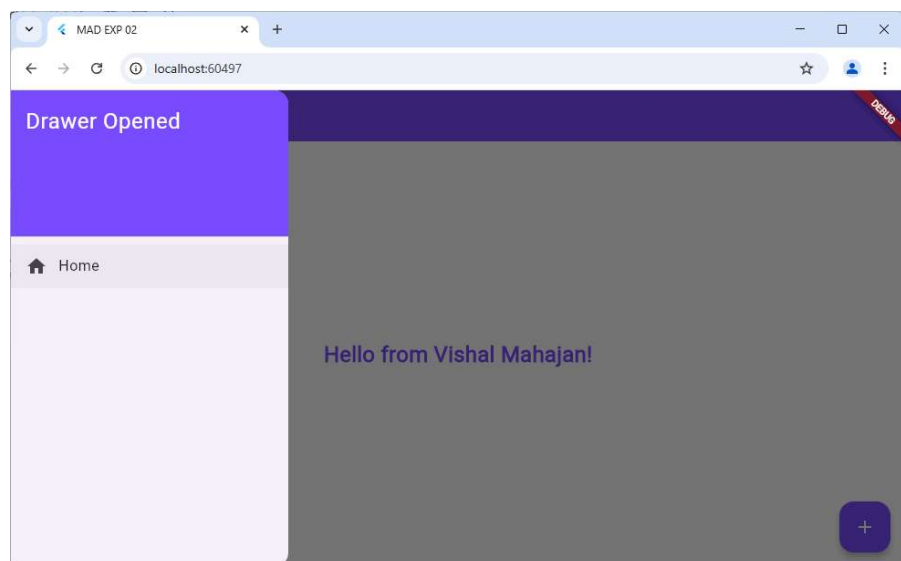 MAD EXP 02
localhost:60497
Drawer Opened
DEBUG
Home
Hello from Vishal Mahajan!